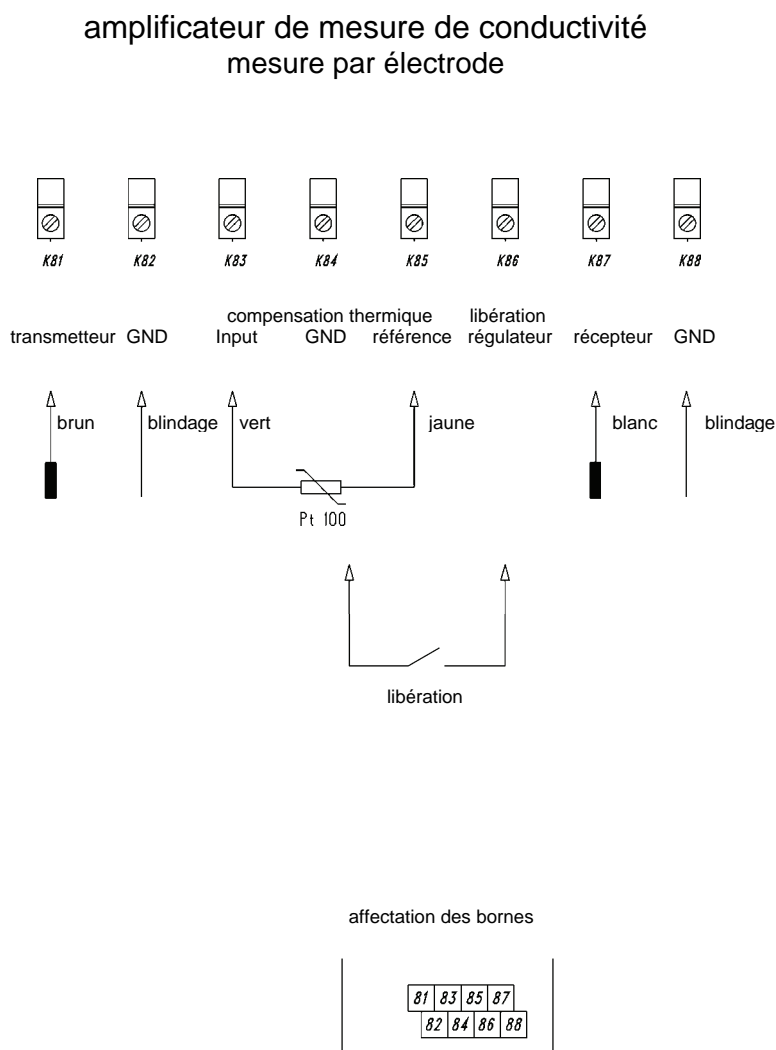 amplificateur de mesure de conductivité
mesure par électrode
K81 K82 K83 K84 K85 K86 K87 K88
compensation thermique libération
transmetteur GND Input GND référence régulateur récepteur GND
brun blindage vert jaune blanc blindage
Pt 100
libération
affectation des bornes
81 83 85 87
82 84 86 88